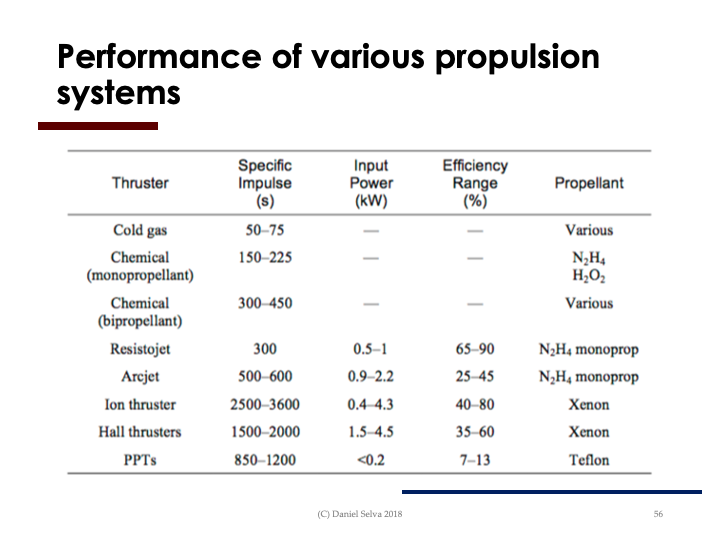 Performance of various propulsion
systems
Thruster Specific Impulse (s) Input Power (kW) Efficiency Range (%) Propellant
Cold gas 50–75 — — Various
Chemical (monopropellant) 150–225 — — N₂H₄ H₂O₂
Chemical (bipropellant) 300–450 — — Various
Resistojet 300 0.5–1 65–90 N₂H₄ monoprop
Arcjet 500–600 0.9–2.2 25–45 N₂H₄ monoprop
Ion thruster 2500–3600 0.4–4.3 40–80 Xenon
Hall thrusters 1500–2000 1.5–4.5 35–60 Xenon
PPTs 850–1200 <0.2 7–13 Teflon
(C) Daniel Selva 2018 56